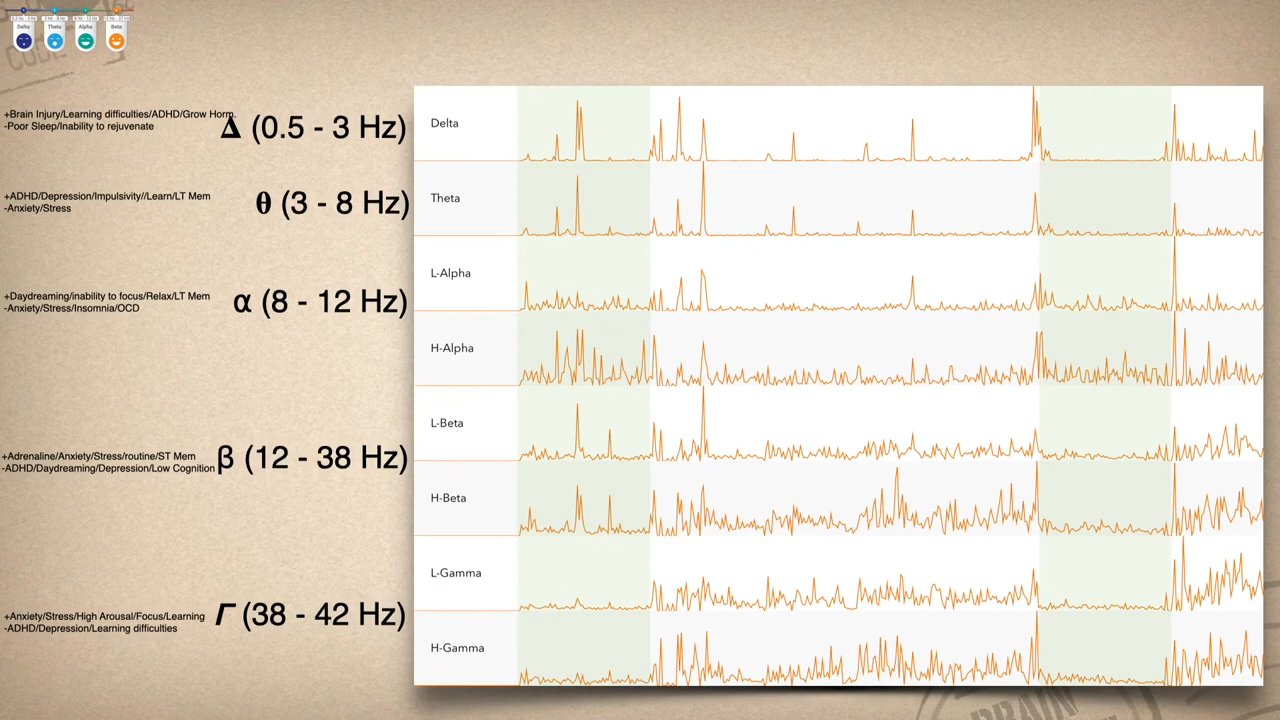 Delta
Theta
Alpha
Beta
+Brain Injury/Learning difficulties/ADHD/Grow Horm.
-Poor Sleep/Inability to rejuvenate
Δ (0.5 - 3 Hz)
Delta
+ADHD/Depression/Impulsivity//Learn/LT Mem
-Anxiety/Stress
θ (3 - 8 Hz)
Theta
L-Alpha
+Daydreaming/inability to focus/Relax/LT Mem
-Anxiety/Stress/Insomnia/OCD
α (8 - 12 Hz)
H-Alpha
L-Beta
+Adrenaline/Anxiety/Stress/routine/ST Mem
-ADHD/Daydreaming/Depression/Low Cognition
β (12 - 38 Hz)
H-Beta
L-Gamma
+Anxiety/Stress/High Arousal/Focus/Learning
-ADHD/Depression/Learning difficulties
Γ (38 - 42 Hz)
H-Gamma
BRAIN